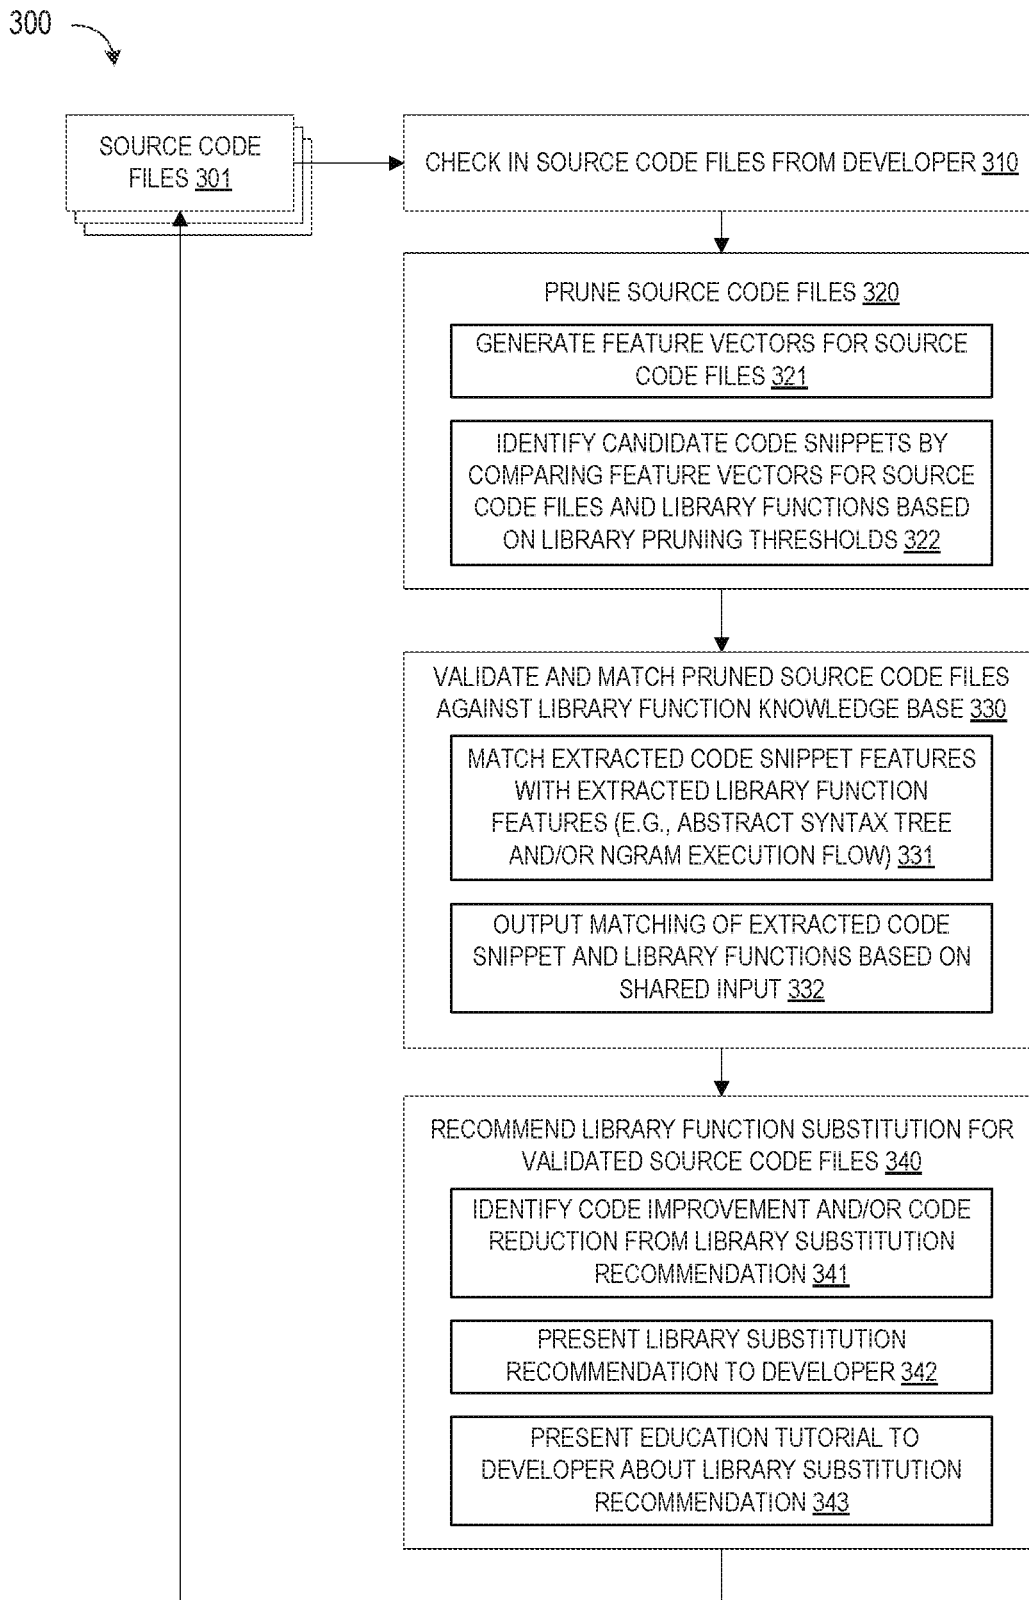 300
SOURCE CODE
FILES 301
CHECK IN SOURCE CODE FILES FROM DEVELOPER 310
PRUNE SOURCE CODE FILES 320
GENERATE FEATURE VECTORS FOR SOURCE
CODE FILES 321
IDENTIFY CANDIDATE CODE SNIPPETS BY
COMPARING FEATURE VECTORS FOR SOURCE
CODE FILES AND LIBRARY FUNCTIONS BASED
ON LIBRARY PRUNING THRESHOLDS 322
VALIDATE AND MATCH PRUNED SOURCE CODE FILES
AGAINST LIBRARY FUNCTION KNOWLEDGE BASE 330
MATCH EXTRACTED CODE SNIPPET FEATURES
WITH EXTRACTED LIBRARY FUNCTION
FEATURES (E.G., ABSTRACT SYNTAX TREE
AND/OR NGRAM EXECUTION FLOW) 331
OUTPUT MATCHING OF EXTRACTED CODE
SNIPPET AND LIBRARY FUNCTIONS BASED ON
SHARED INPUT 332
RECOMMEND LIBRARY FUNCTION SUBSTITUTION FOR
VALIDATED SOURCE CODE FILES 340
IDENTIFY CODE IMPROVEMENT AND/OR CODE
REDUCTION FROM LIBRARY SUBSTITUTION
RECOMMENDATION 341
PRESENT LIBRARY SUBSTITUTION
RECOMMENDATION TO DEVELOPER 342
PRESENT EDUCATION TUTORIAL TO
DEVELOPER ABOUT LIBRARY SUBSTITUTION
RECOMMENDATION 343